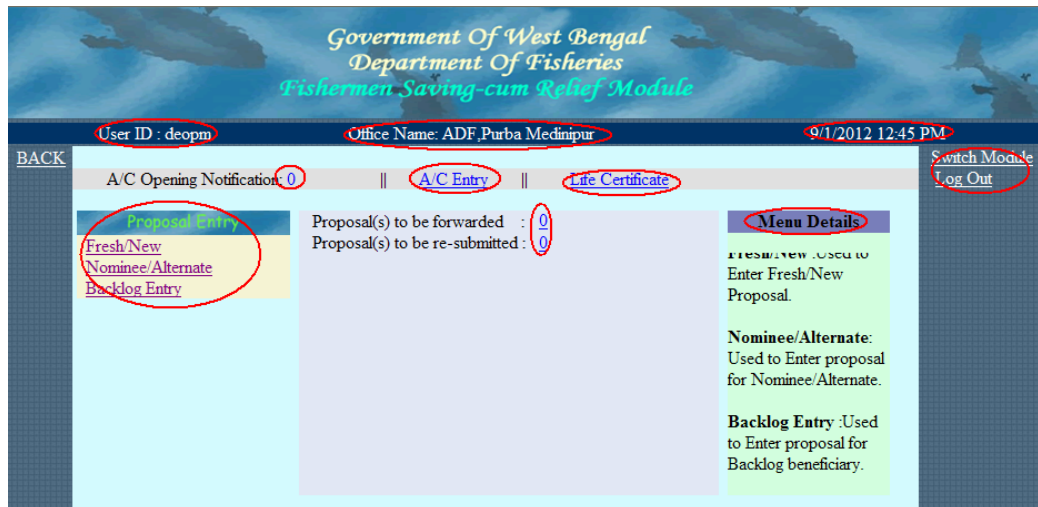 Government Of West Bengal
Department Of Fisheries
Fishermen Saving-cum Relief Module
User ID : deopm
Office Name: ADF,Purba Medinipur
9/1/2012 12:45 PM
BACK
Switch Module
Log Out
A/C Opening Notification: 0 || A/C Entry || Life Certificate
Proposal Entry
Fresh/New
Nominee/Alternate
Backlog Entry
Proposal(s) to be forwarded : 0
Proposal(s) to be re-submitted : 0
Menu Details
Fresh/New :Used to
Enter Fresh/New
Proposal.
Nominee/Alternate:
Used to Enter proposal
for Nominee/Alternate.
Backlog Entry :Used
to Enter proposal for
Backlog beneficiary.